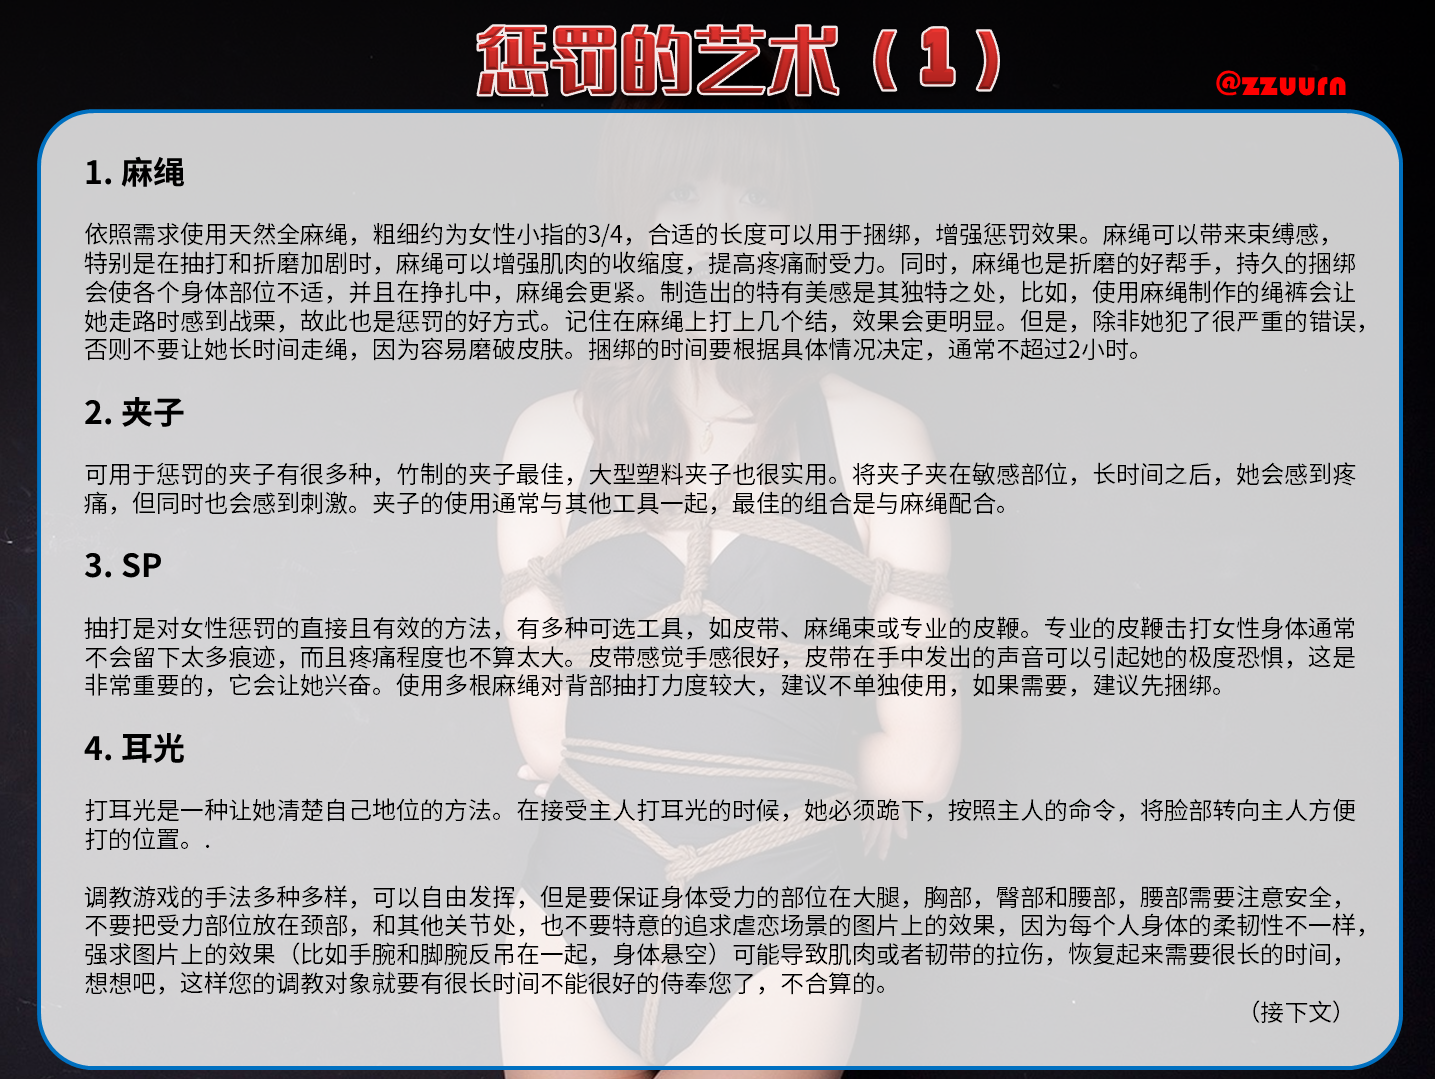 惩罚的艺术（1）
@zzuurn
1. 麻绳
依照需求使用天然全麻绳，粗细约为女性小指的3/4，合适的长度可以用于捆绑，增强惩罚效果。麻绳可以带来束缚感，
特别是在抽打和折磨加剧时，麻绳可以增强肌肉的收缩度，提高疼痛耐受力。同时，麻绳也是折磨的好帮手，持久的捆绑
会使各个身体部位不适，并且在挣扎中，麻绳会更紧。制造出的特有美感是其独特之处，比如，使用麻绳制作的绳裤会让
她走路时感到战栗，故此也是惩罚的好方式。记住在麻绳上打上几个结，效果会更明显。但是，除非她犯了很严重的错误，
否则不要让她长时间走绳，因为容易磨破皮肤。捆绑的时间要根据具体情况决定，通常不超过2小时。
2. 夹子
可用于惩罚的夹子有很多种，竹制的夹子最佳，大型塑料夹子也很实用。将夹子夹在敏感部位，长时间之后，她会感到疼
痛，但同时也会感到刺激。夹子的使用通常与其他工具一起，最佳的组合是与麻绳配合。
3. SP
抽打是对女性惩罚的直接且有效的方法，有多种可选工具，如皮带、麻绳束或专业的皮鞭。专业的皮鞭击打女性身体通常
不会留下太多痕迹，而且疼痛程度也不算太大。皮带感觉手感很好，皮带在手中发出的声音可以引起她的极度恐惧，这是
非常重要的，它会让她兴奋。使用多根麻绳对背部抽打力度较大，建议不单独使用，如果需要，建议先捆绑。
4. 耳光
打耳光是一种让她清楚自己地位的方法。在接受主人打耳光的时候，她必须跪下，按照主人的命令，将脸部转向主人方便
打的位置。.
调教游戏的手法多种多样，可以自由发挥，但是要保证身体受力的部位在大腿，胸部，臀部和腰部，腰部需要注意安全，
不要把受力部位放在颈部，和其他关节处，也不要特意的追求虐恋场景的图片上的效果，因为每个人身体的柔韧性不一样，
强求图片上的效果（比如手腕和脚腕反吊在一起，身体悬空）可能导致肌肉或者韧带的拉伤，恢复起来需要很长的时间，
想想吧，这样您的调教对象就要有很长时间不能很好的侍奉您了，不合算的。
（接下文）